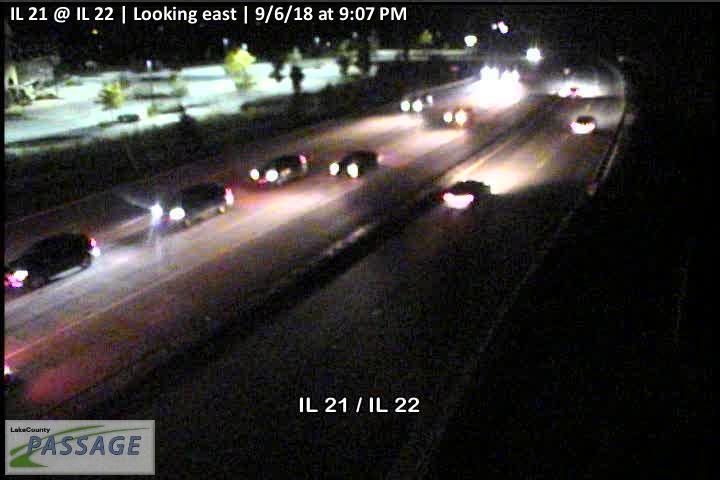 IL 21 @ IL 22 | Looking east | 9/6/18 at 9:07 PM
IL 21 / IL 22
LakeCounty
PASSAGE